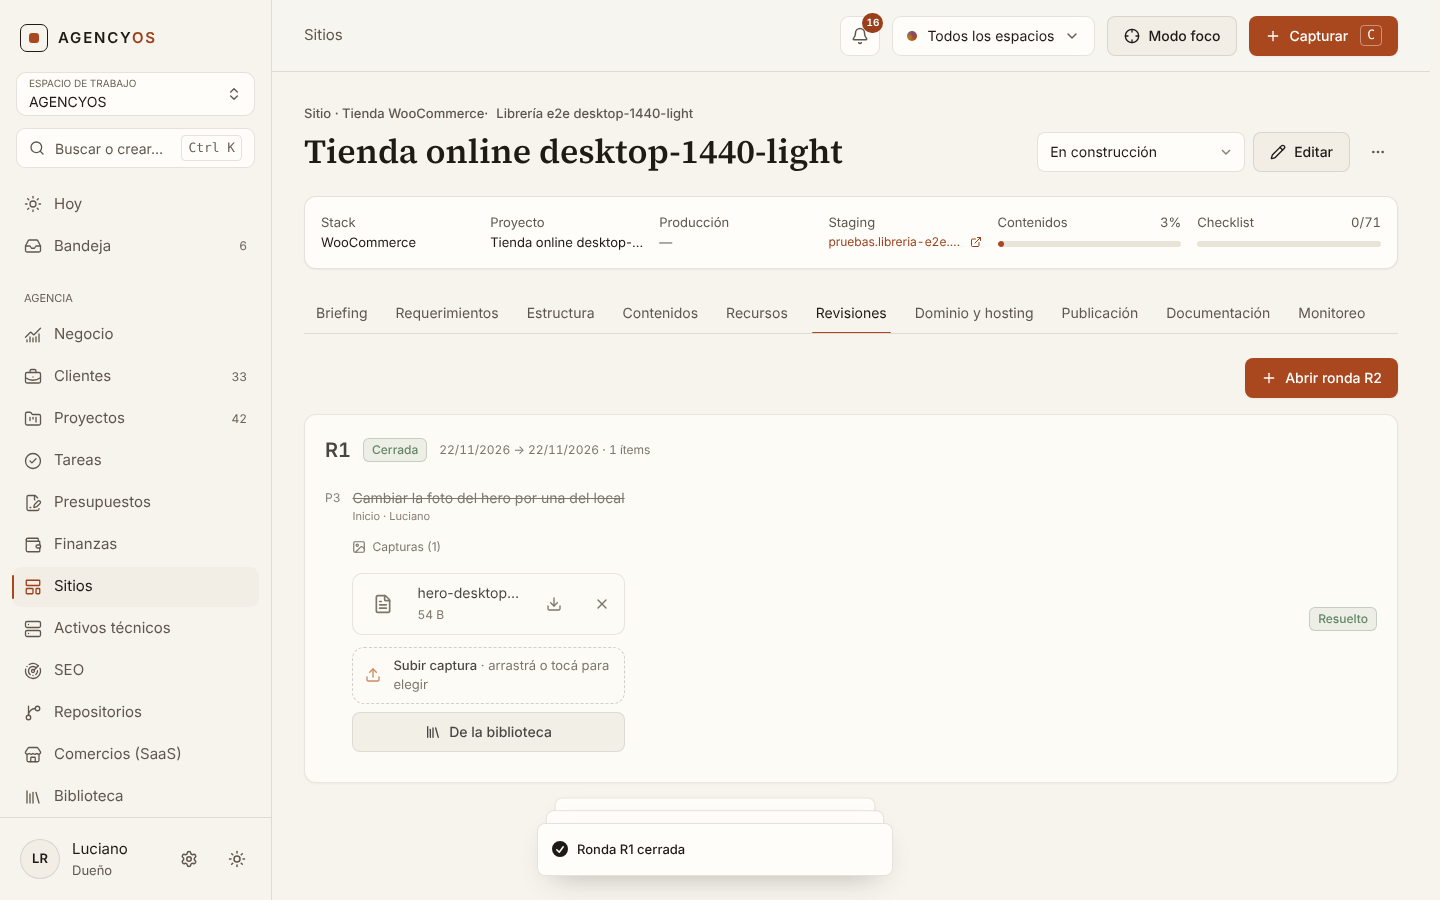 AGENCYOS
ESPACIO DE TRABAJO
AGENCYOS
Buscar o crear... Ctrl K
Hoy
Bandeja 6
AGENCIA
Negocio
Clientes 33
Proyectos 42
Tareas
Presupuestos
Finanzas
Sitios
Activos técnicos
SEO
Repositorios
Comercios (SaaS)
Biblioteca
LR
Luciano
Dueño
Sitios
16
Todos los espacios
Modo foco
Capturar C
Sitio · Tienda WooCommerce· Librería e2e desktop-1440-light
Tienda online desktop-1440-light
En construcción
Editar
Stack Proyecto Producción Staging Contenidos 3% Checklist 0/71
WooCommerce Tienda online desktop-... — pruebas.libreria-e2e....
Briefing Requerimientos Estructura Contenidos Recursos Revisiones Dominio y hosting Publicación Documentación Monitoreo
Abrir ronda R2
R1 Cerrada 22/11/2026 → 22/11/2026 · 1 ítems
P3 Cambiar la foto del hero por una del local
Inicio · Luciano
Capturas (1)
hero-desktop...
54 B
Resuelto
Subir captura · arrastrá o tocá para
elegir
De la biblioteca
Ronda R1 cerrada